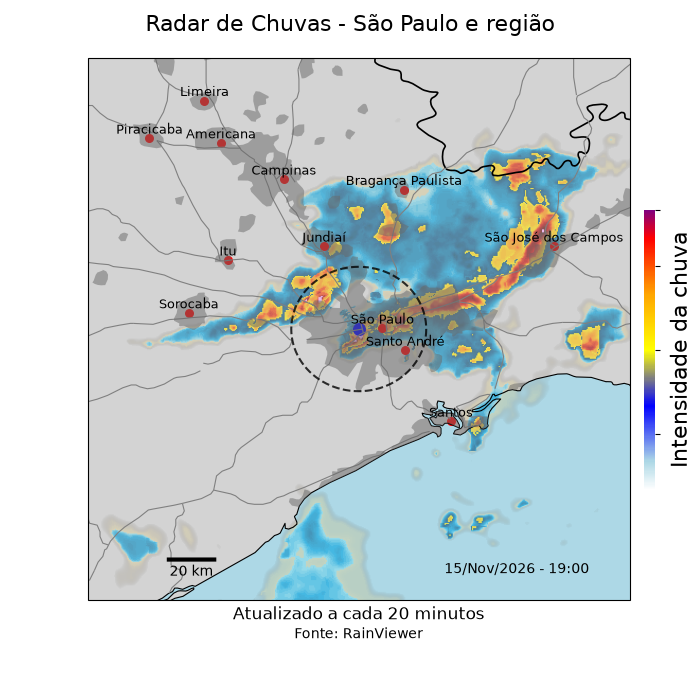 Radar de Chuvas - São Paulo e região
Limeira
Piracicaba
Americana
Campinas
Bragança Paulista
Jundiaí
São José dos Campos
Itu
Sorocaba
São Paulo
Santo André
Santos
Intensidade da chuva
15/Nov/2026 - 19:00
20 km
Atualizado a cada 20 minutos
Fonte: RainViewer